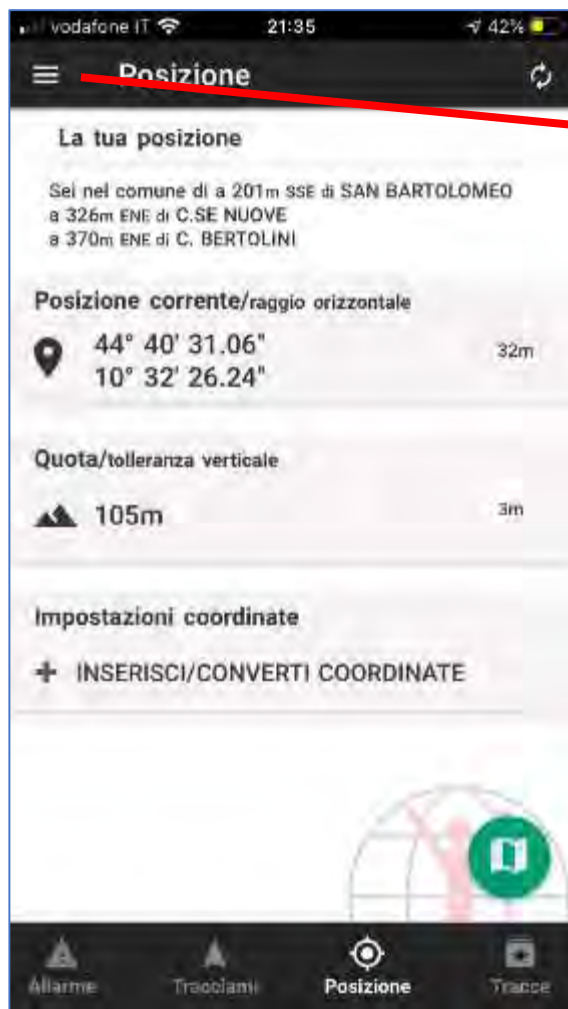 vodafone IT 21:35 42%
Posizione
La tua posizione
Sei nel comune di a 201m SSE di SAN BARTOLOMEO
a 326m ENE di C.SE NUOVE
a 370m ENE di C. BERTOLINI
Posizione corrente/raggio orizzontale
44° 40' 31.06" 32m
10° 32' 26.24"
Quota/tolleranza verticale
105m 3m
Impostazioni coordinate
+ INSERISCI/CONVERTI COORDINATE
Allarme Tracciami Posizione Tracce